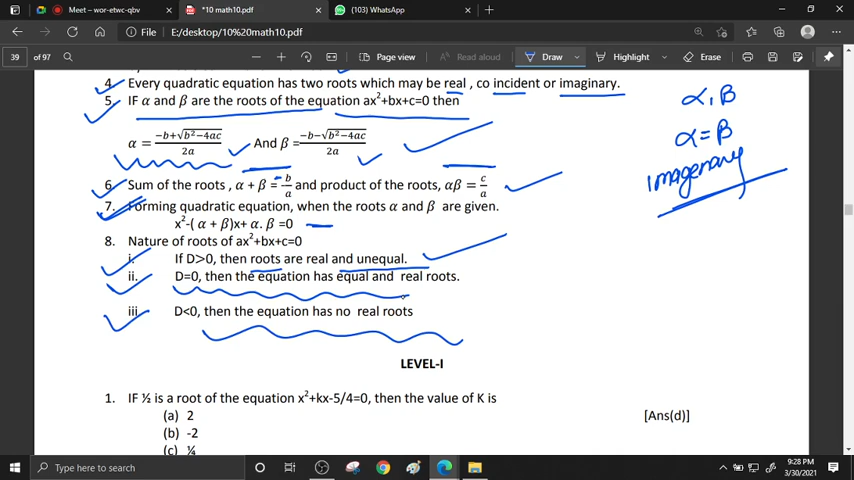 Meet – wor-etwc-qbv
*10 math10.pdf
(103) WhatsApp
File
E:/desktop/10%20math10.pdf
39 of 97
Page view
Read aloud
Draw
Highlight
Erase
4. Every quadratic equation has two roots which may be real , co incident or imaginary.
5. IF α and β are the roots of the equation ax²+bx+c=0 then
α = (-b+√(b²-4ac))/2a And β = (-b-√(b²-4ac))/2a
6. Sum of the roots , α + β = -b/a and product of the roots, αβ = c/a
7. Forming quadratic equation, when the roots α and β are given.
x²-( α + β)x+ α. β =0
8. Nature of roots of ax²+bx+c=0
i. If D>0, then roots are real and unequal.
ii. D=0, then the equation has equal and real roots.
iii D<0, then the equation has no real roots
α, β
α = β
imagenary
LEVEL-I
1. IF ½ is a root of the equation x²+kx-5/4=0, then the value of K is
(a) 2 [Ans(d)]
(b) -2
(c) ¼
Type here to search
ENG
9:28 PM
3/30/2021